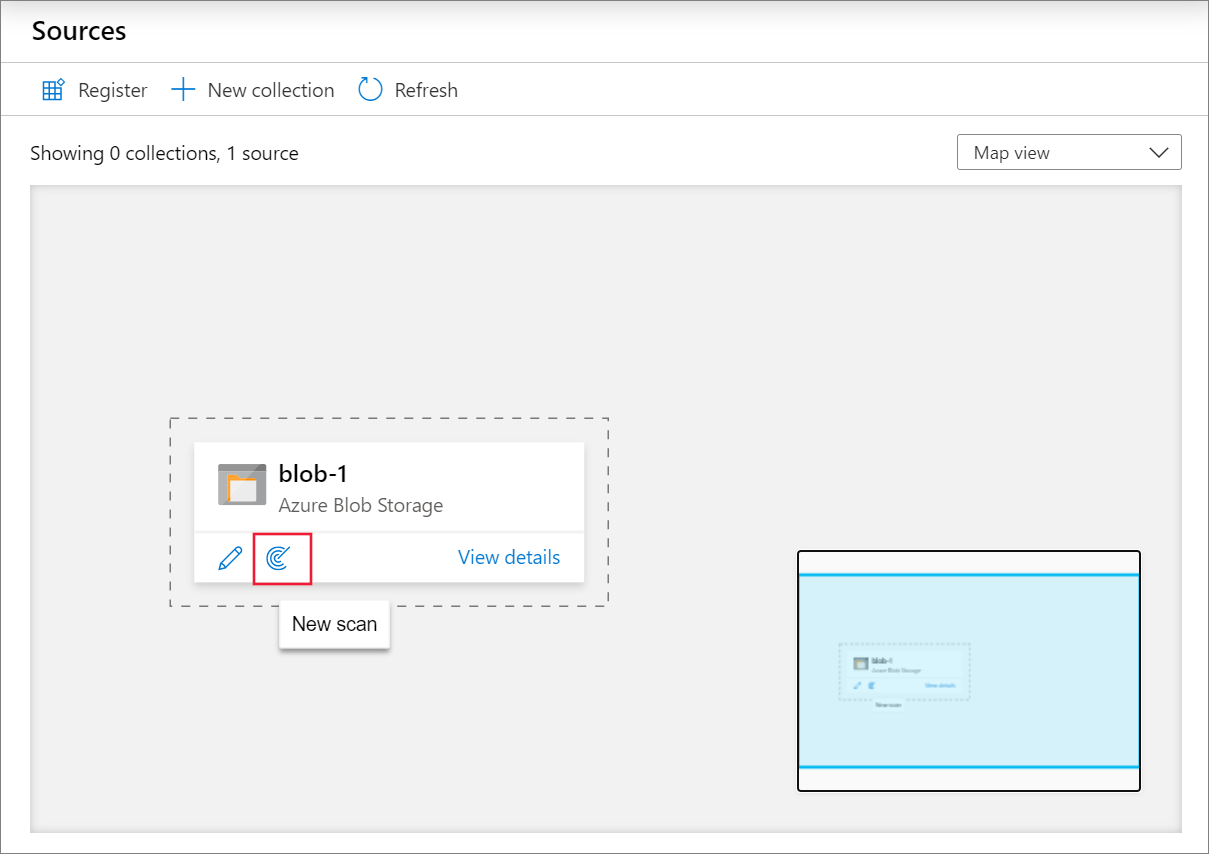 Sources
Register
New collection
Refresh
Showing 0 collections, 1 source
Map view
blob-1
Azure Blob Storage
View details
New scan
blob-1
Azure Blob Storage
View details
New scan